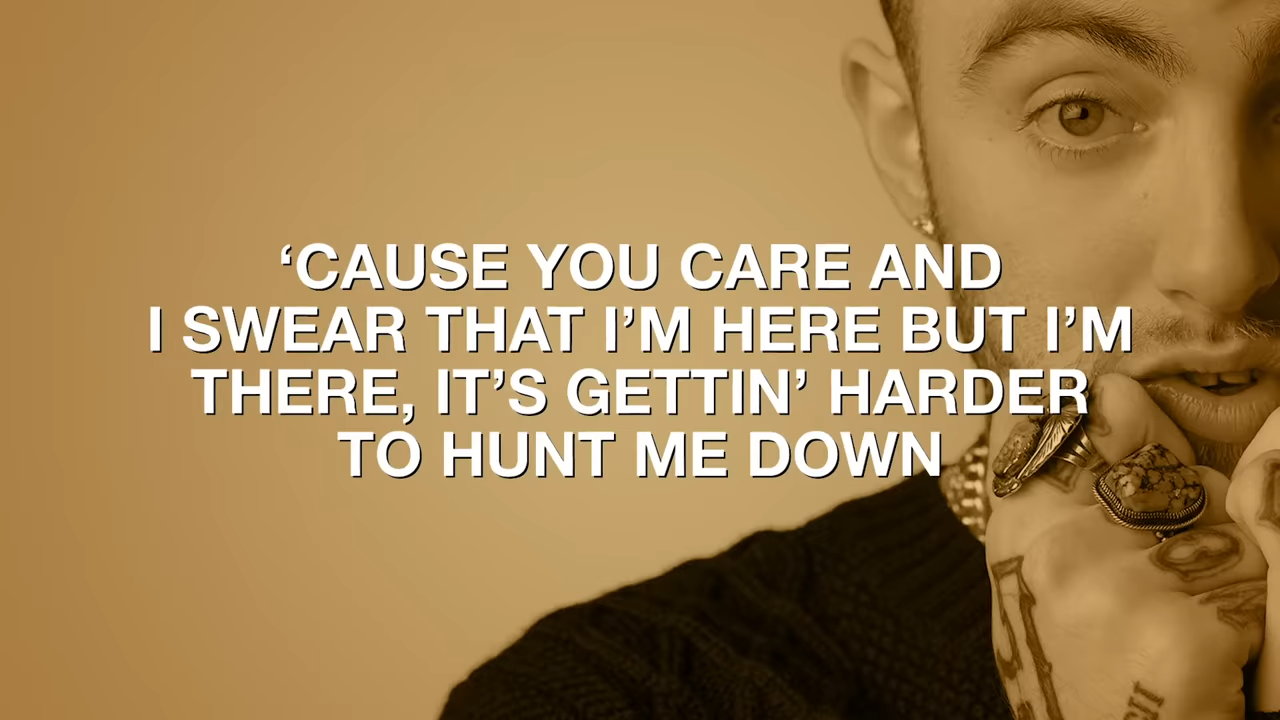 ‘CAUSE YOU CARE AND
I SWEAR THAT I’M HERE BUT I’M
THERE, IT’S GETTIN’ HARDER
TO HUNT ME DOWN